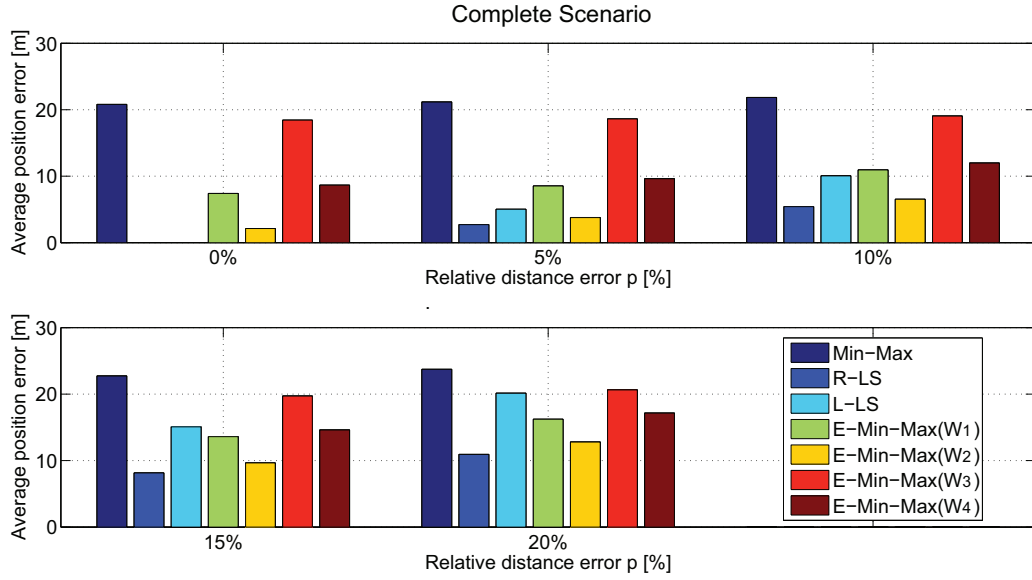 Complete Scenario
Average position error [m]
30
20
10
0
0%
5%
10%
Relative distance error p [%]
.
Average position error [m]
30
20
10
0
15%
20%
Relative distance error p [%]
Min−Max
R−LS
L−LS
E−Min−Max(W1)
E−Min−Max(W2)
E−Min−Max(W3)
E−Min−Max(W4)